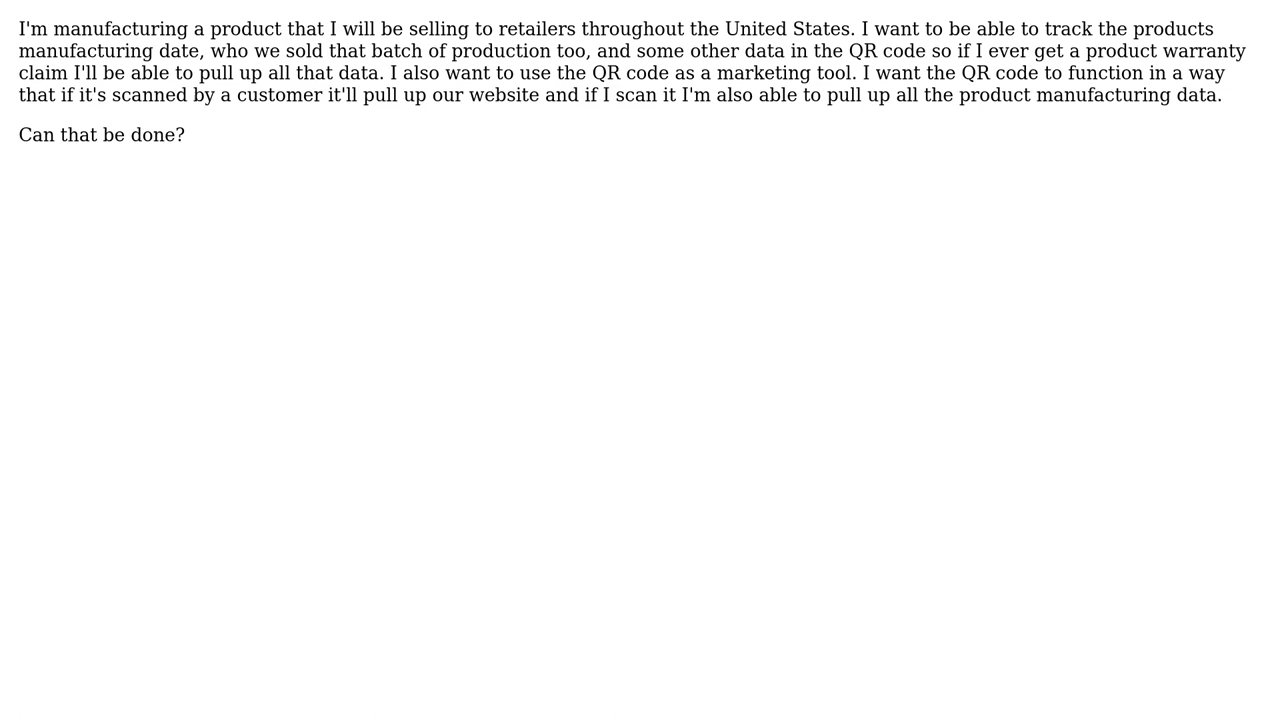 I'm manufacturing a product that I will be selling to retailers throughout the United States. I want to be able to track the products
manufacturing date, who we sold that batch of production too, and some other data in the QR code so if I ever get a product warranty
claim I'll be able to pull up all that data. I also want to use the QR code as a marketing tool. I want the QR code to function in a way
that if it's scanned by a customer it'll pull up our website and if I scan it I'm also able to pull up all the product manufacturing data.
Can that be done?